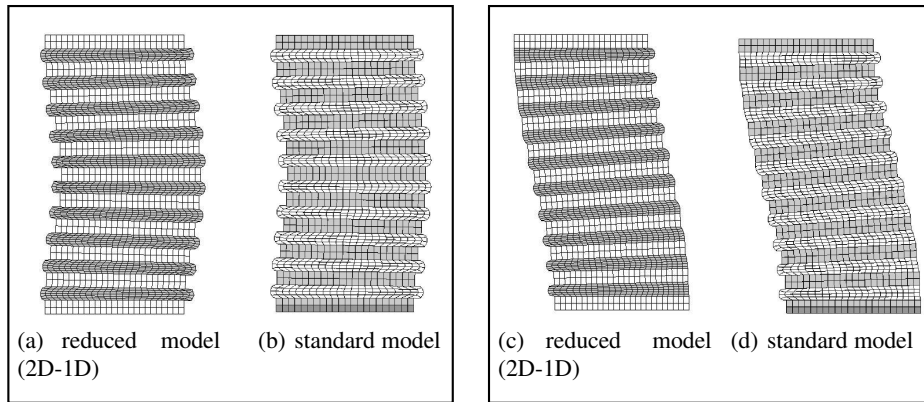 (a) reduced model (b) standard model
(2D-1D)
(c) reduced model (d) standard model
(2D-1D)